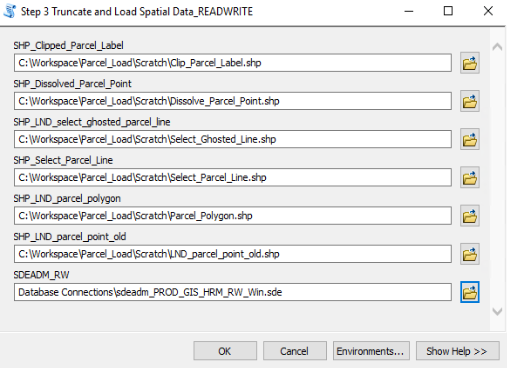 Step 3 Truncate and Load Spatial Data_READWRITE
SHP_Clipped_Parcel_Label
C:\Workspace\Parcel_Load\Scratch\Clip_Parcel_Label.shp
SHP_Dissolved_Parcel_Point
C:\Workspace\Parcel_Load\Scratch\Dissolve_Parcel_Point.shp
SHP_LND_select_ghosted_parcel_line
C:\Workspace\Parcel_Load\Scratch\Select_Ghosted_Line.shp
SHP_Select_Parcel_Line
C:\Workspace\Parcel_Load\Scratch\Select_Parcel_Line.shp
SHP_LND_parcel_polygon
C:\Workspace\Parcel_Load\Scratch\Parcel_Polygon.shp
SHP_LND_parcel_point_old
C:\Workspace\Parcel_Load\Scratch\LND_parcel_point_old.shp
SDEADM_RW
Database Connections\sdeadm_PROD_GIS_HRM_RW_Win.sde
OK Cancel Environments... Show Help >>